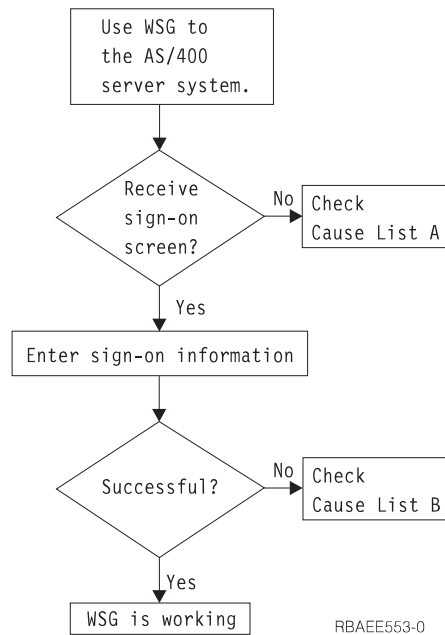 Use WSG to
the AS/400
server system.
Receive
sign-on
screen?
No
Check
Cause List A
Yes
Enter sign-on information
Successful?
No
Check
Cause List B
Yes
WSG is working
RBAEE553-0